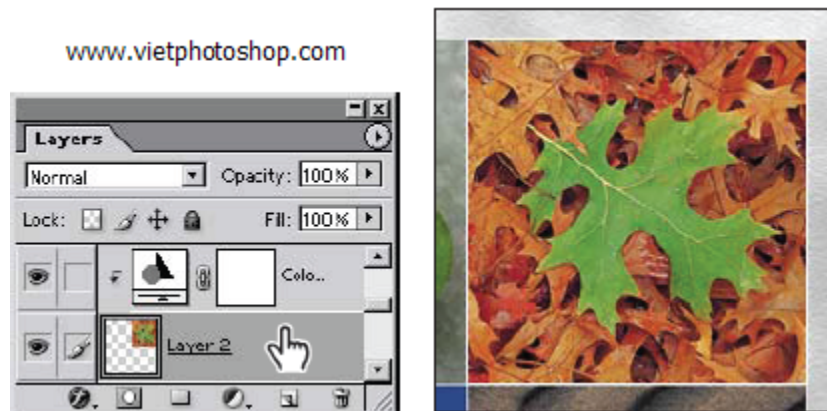 www.vietphotoshop.com
Layers
Normal Opacity: 100%
Lock: Fill: 100%
Colo...
Layer 2